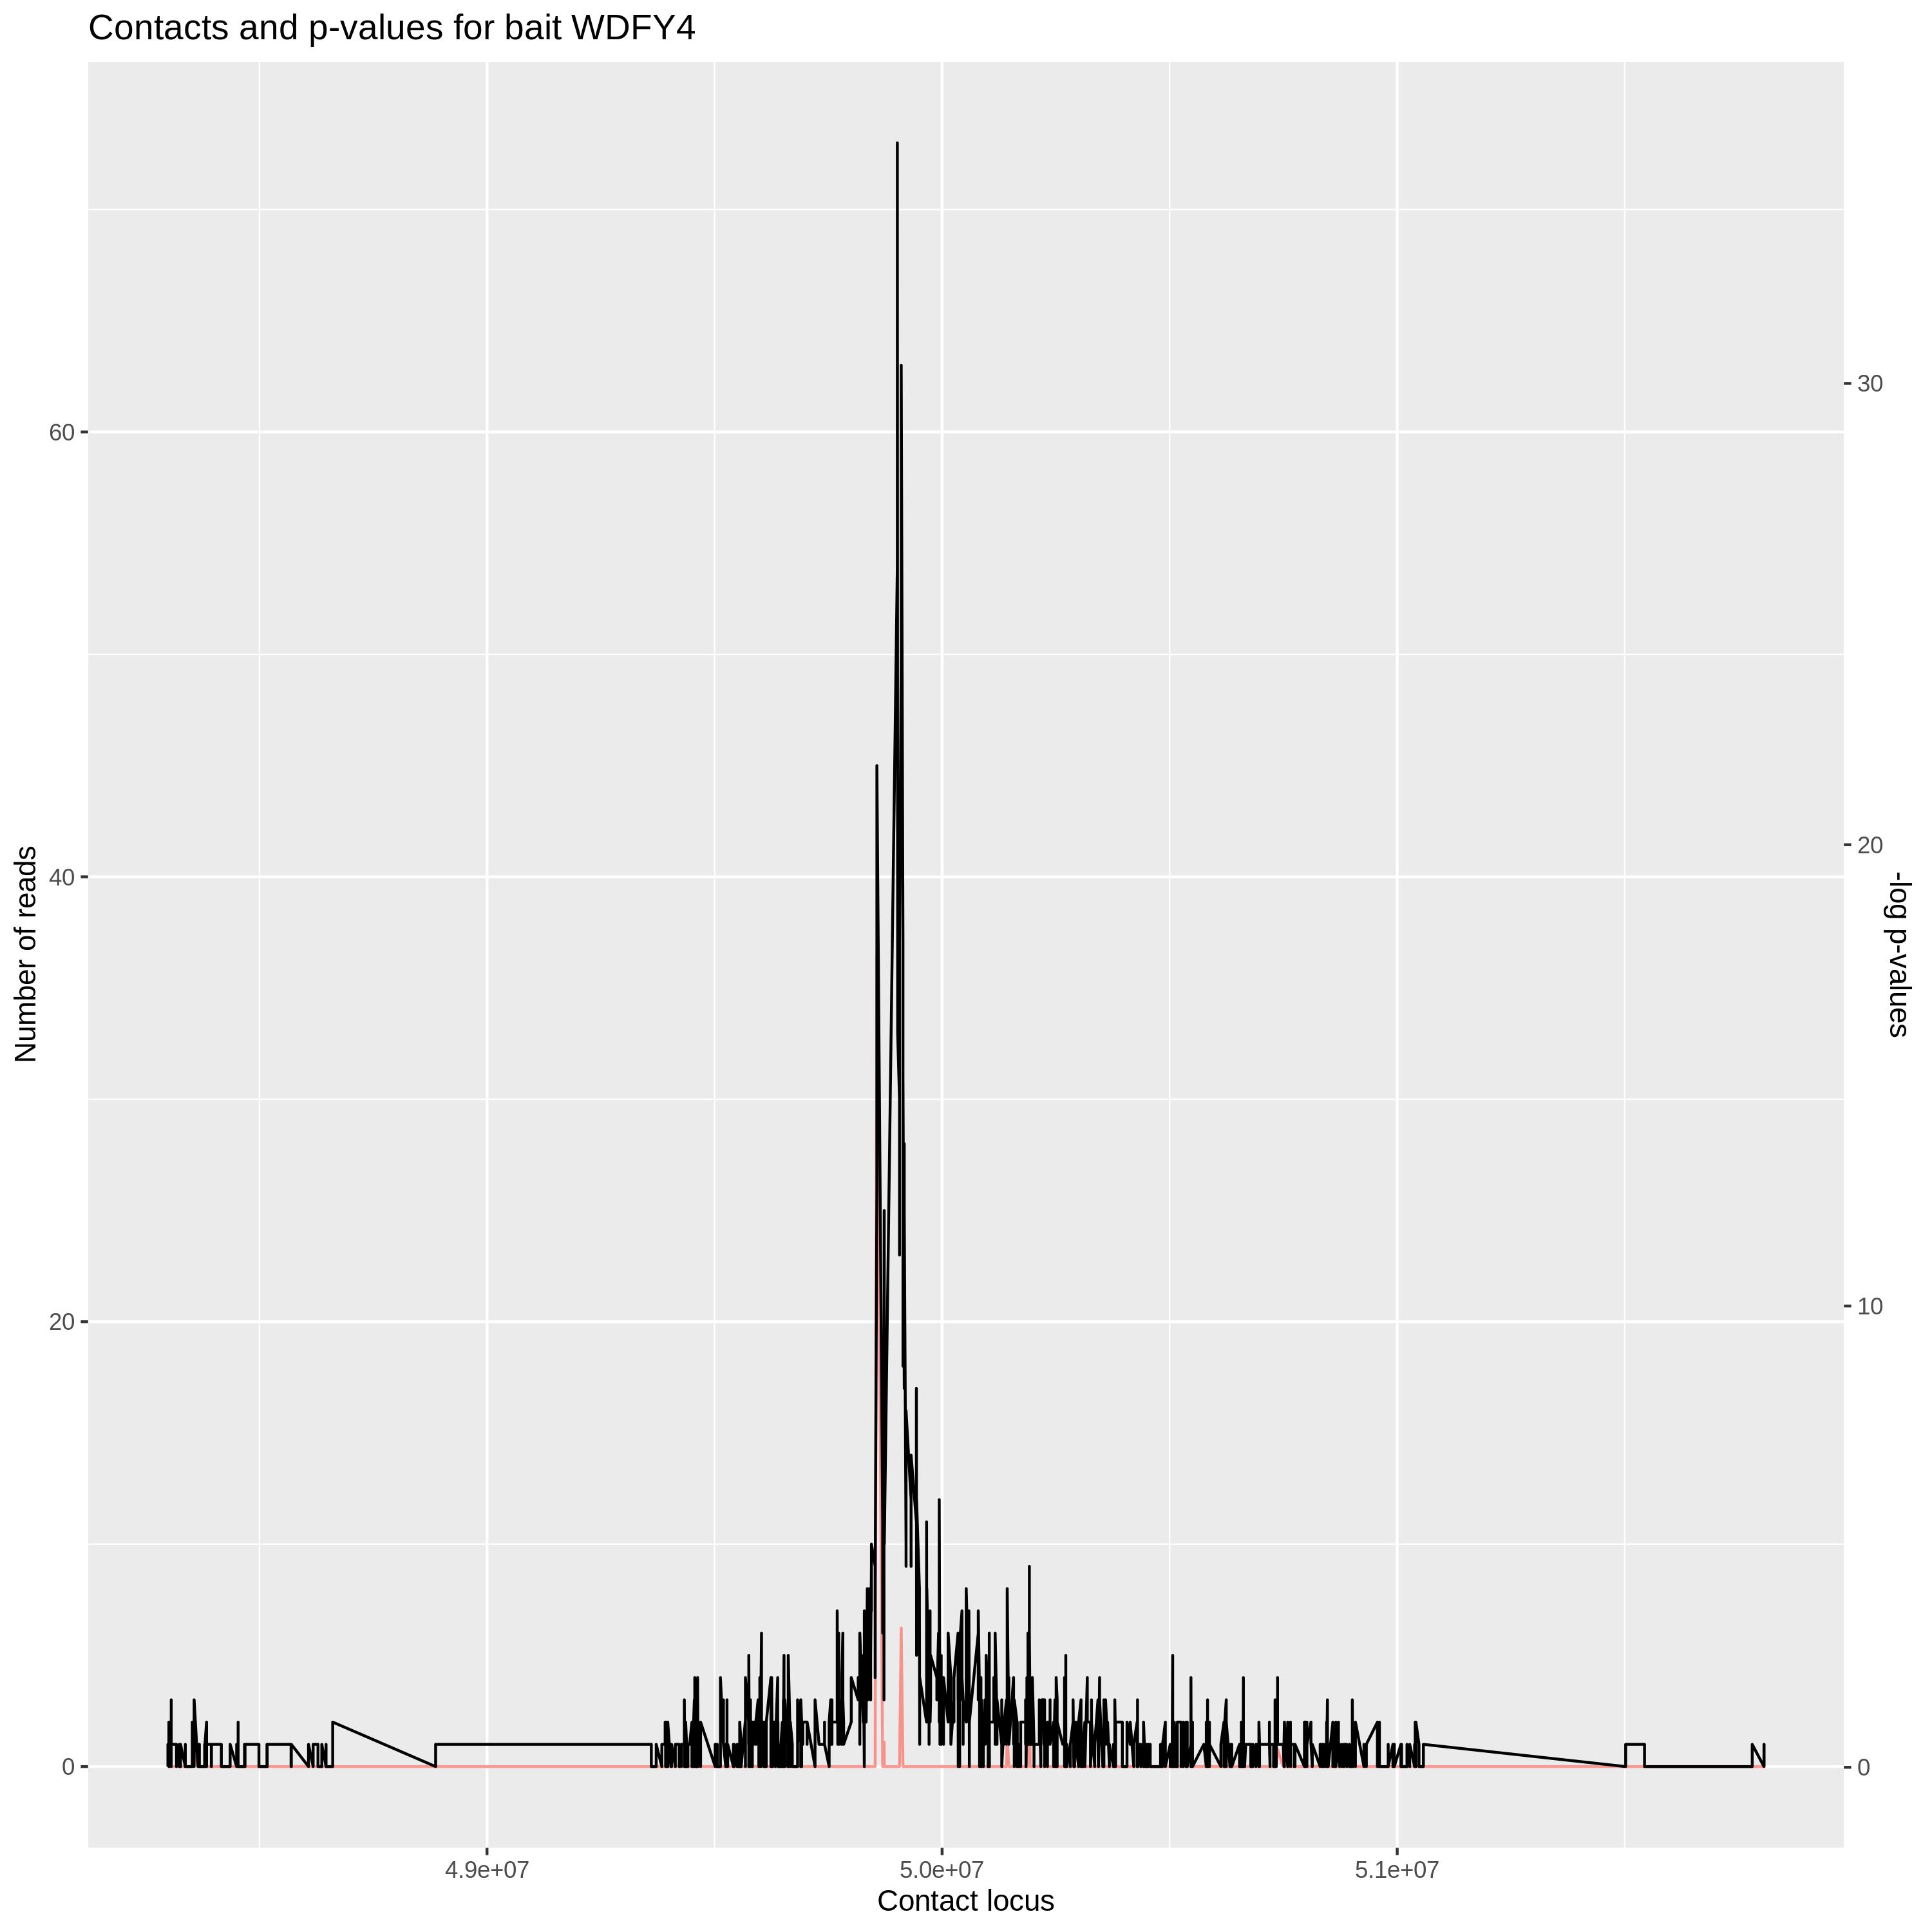 Contacts and p-values for bait WDFY4
60
40
20
0
30
20
10
0
Number of reads
-log p-values
4.9e+07
5.0e+07
5.1e+07
Contact locus